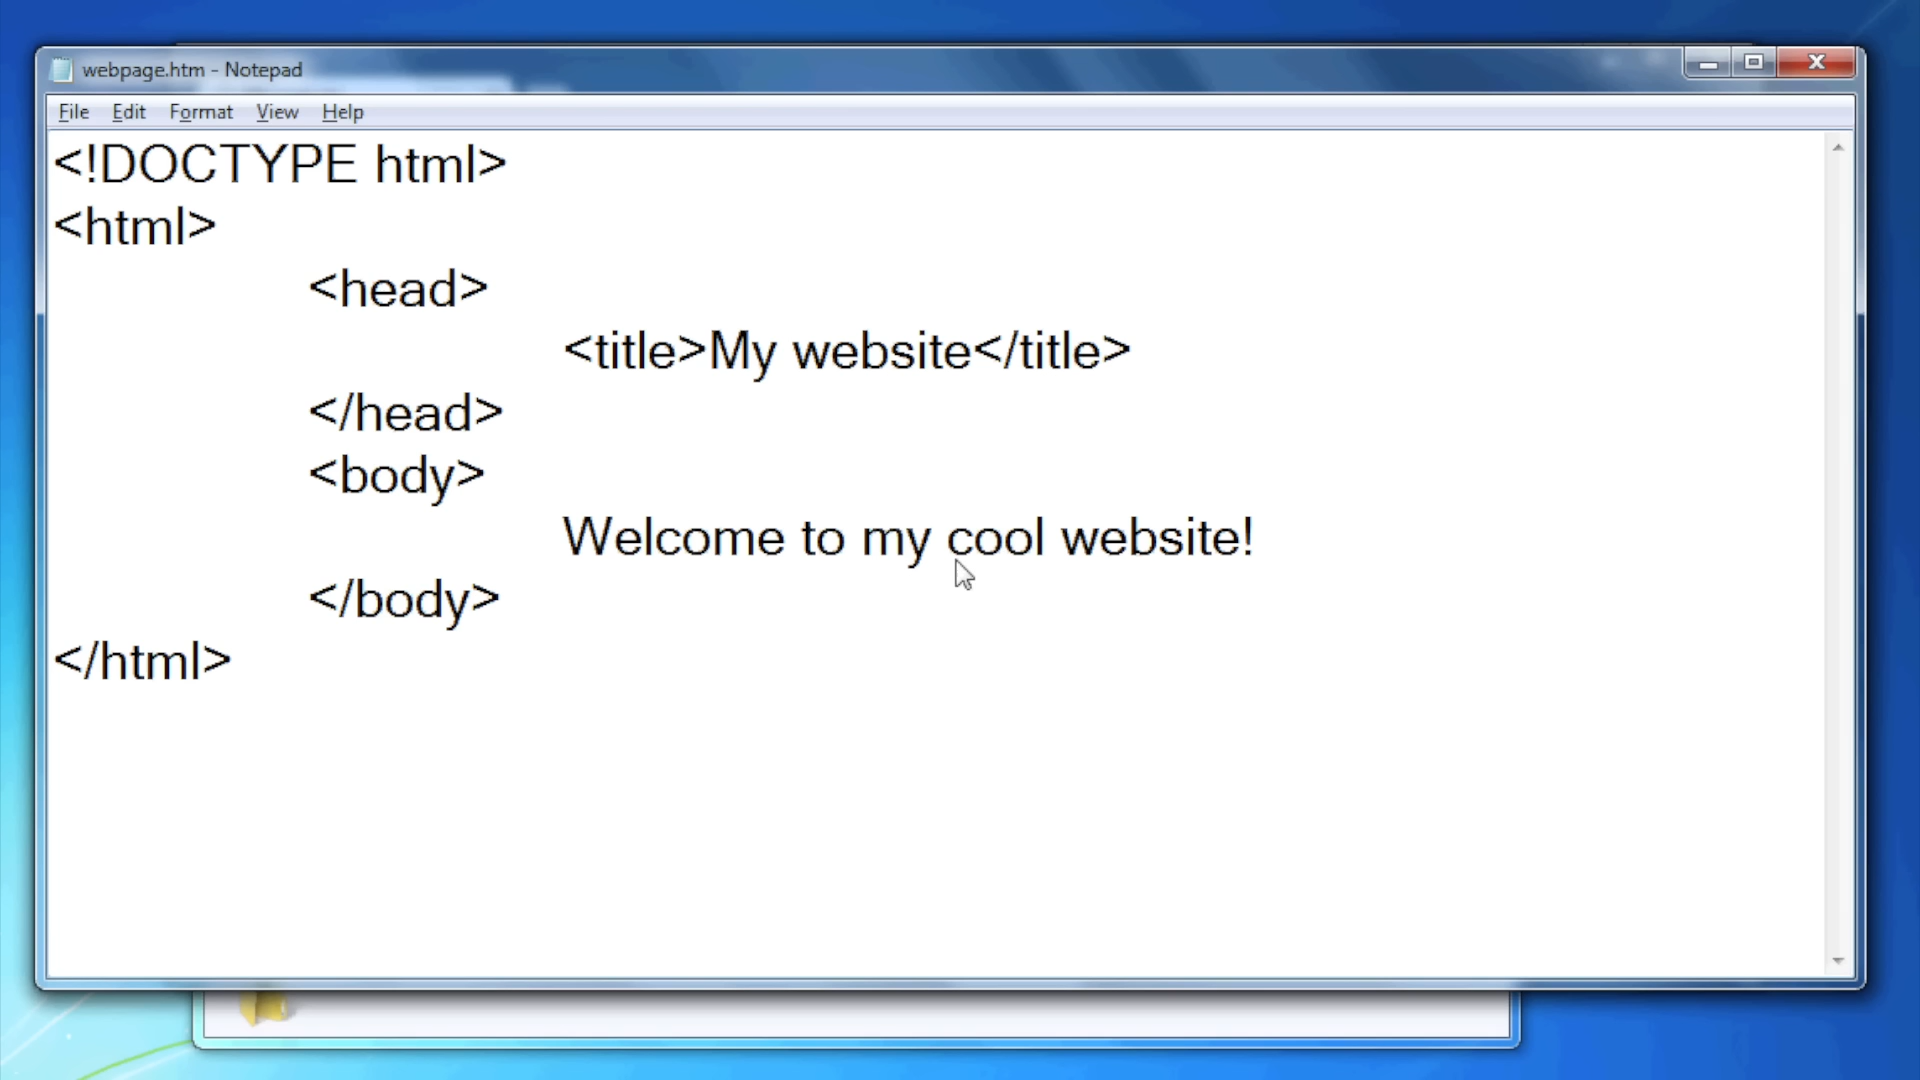 webpage.htm - Notepad
File Edit Format View Help
<!DOCTYPE html>
<html>
<head>
<title>My website</title>
</head>
<body>
Welcome to my cool website!
</body>
</html>